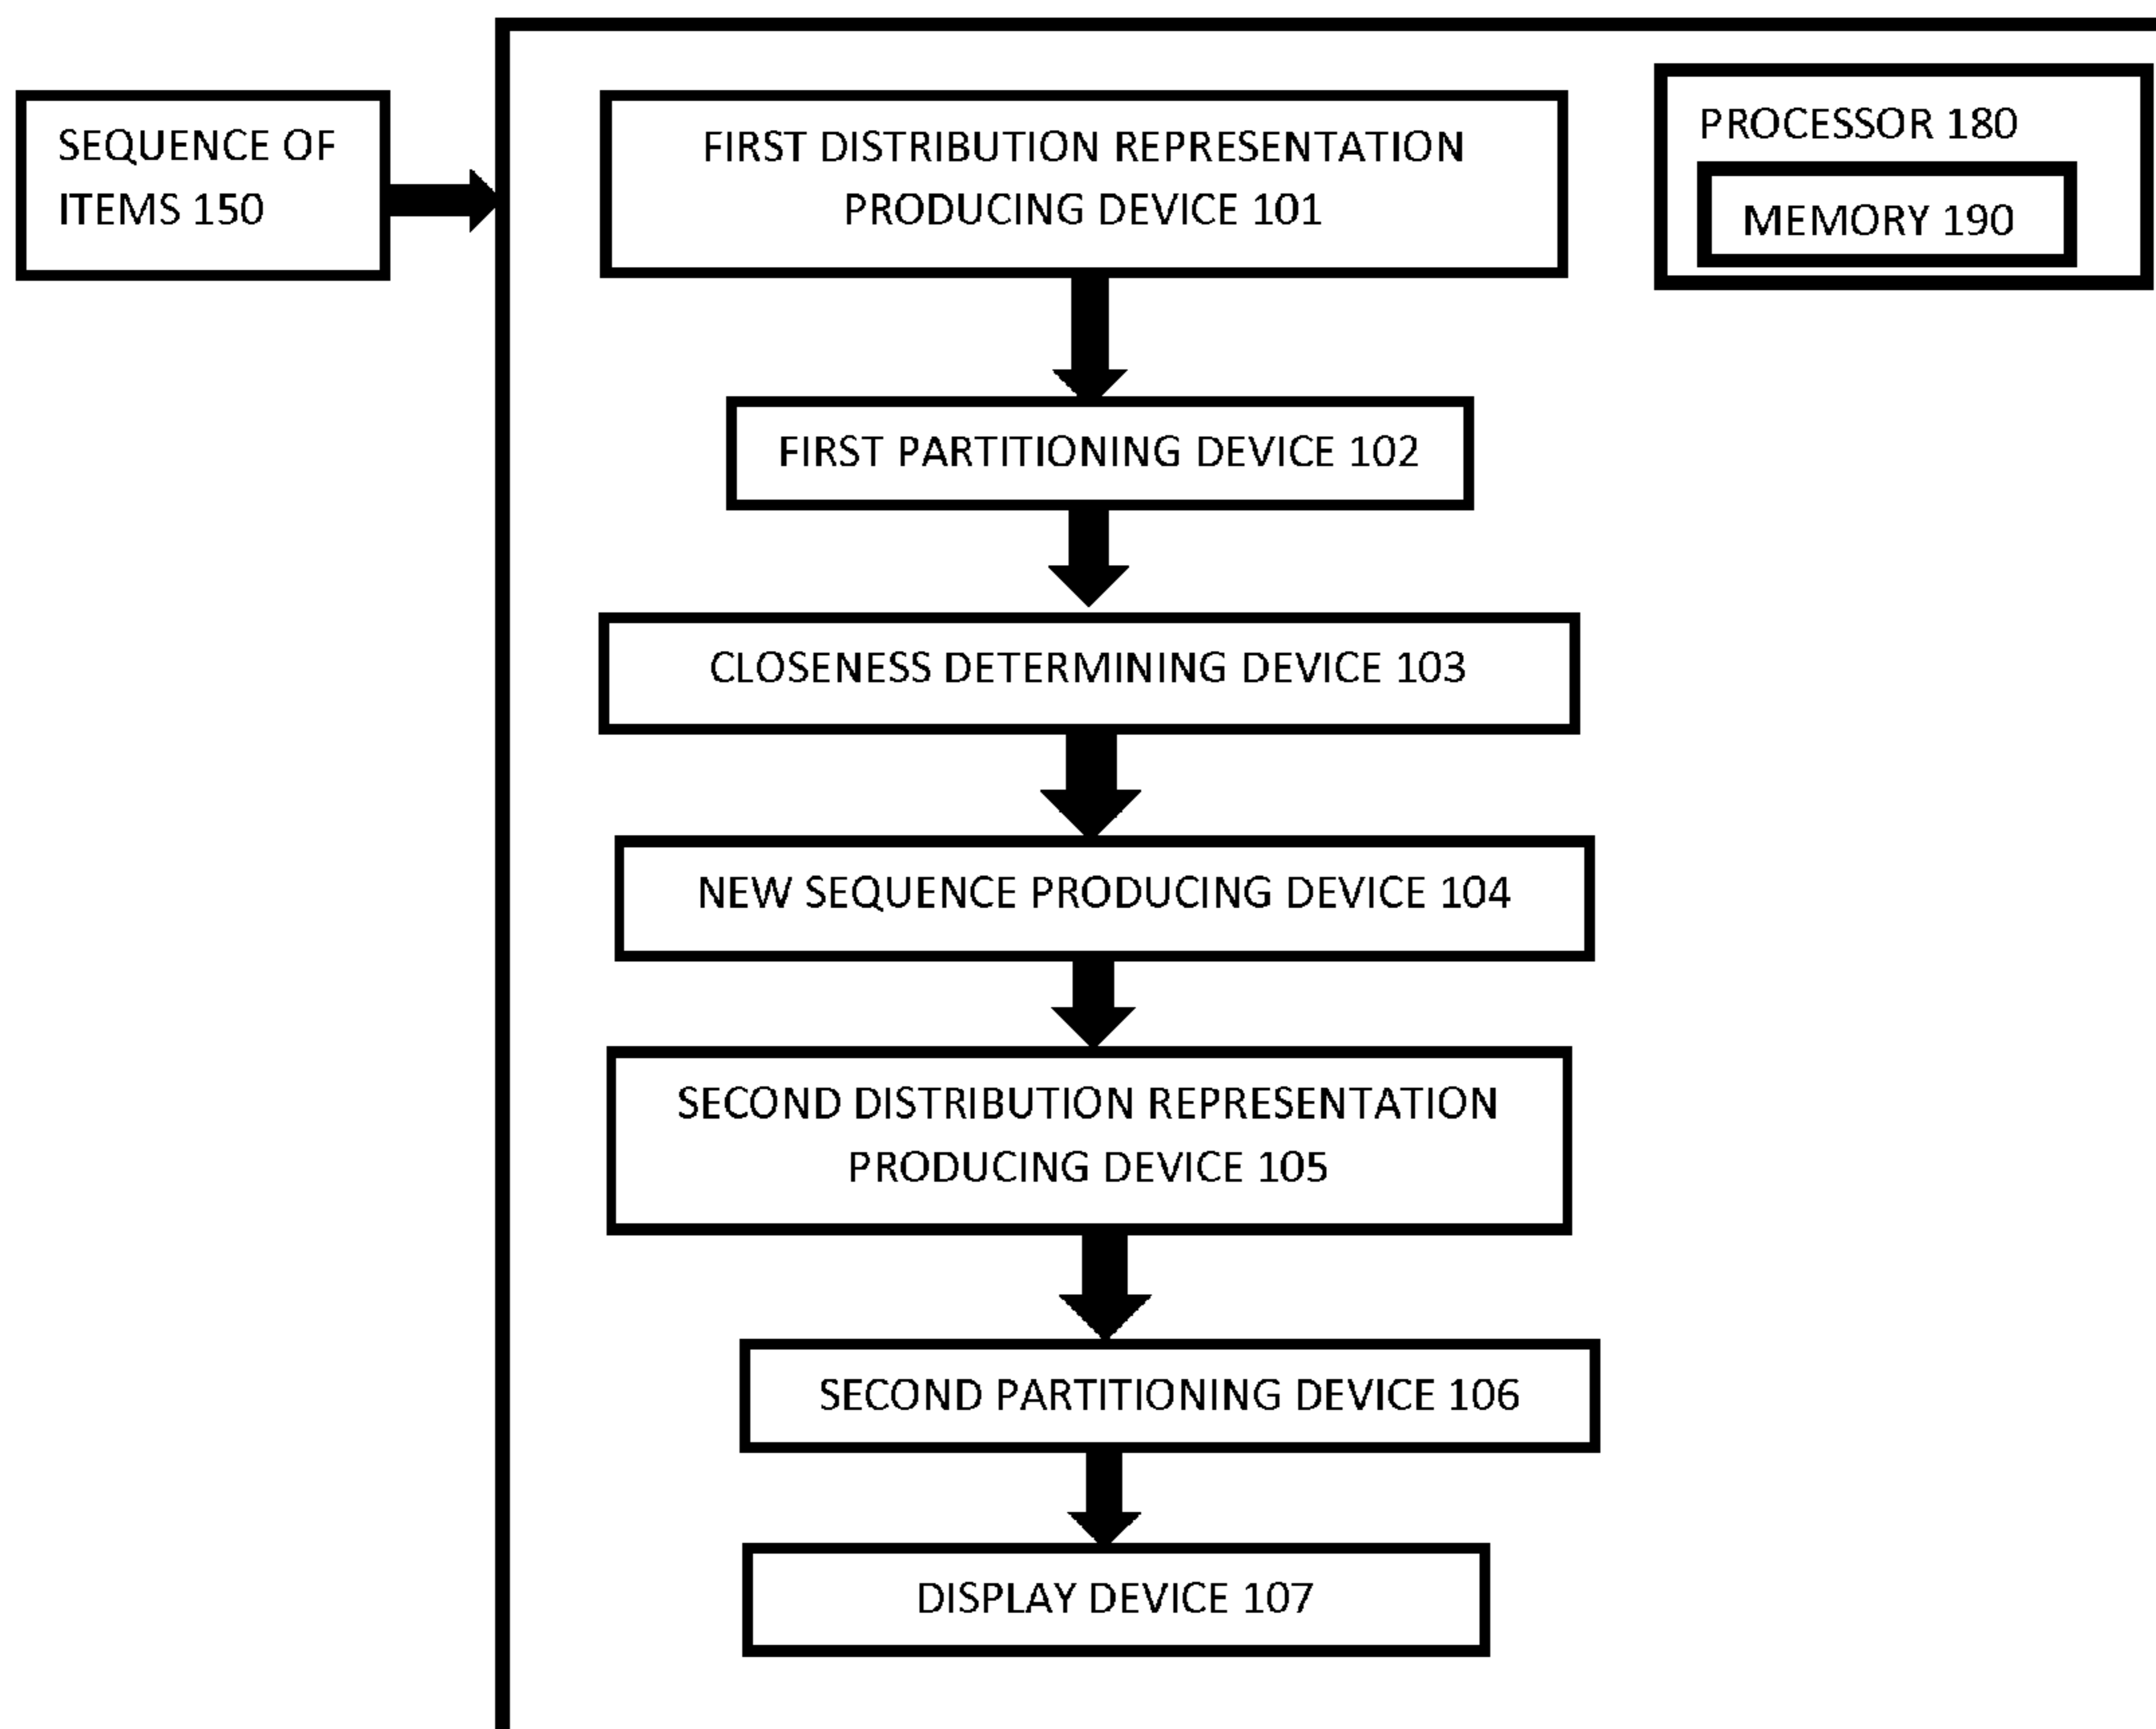 SEQUENCE OF
ITEMS 150
FIRST DISTRIBUTION REPRESENTATION
PRODUCING DEVICE 101
PROCESSOR 180
MEMORY 190
FIRST PARTITIONING DEVICE 102
CLOSENESS DETERMINING DEVICE 103
NEW SEQUENCE PRODUCING DEVICE 104
SECOND DISTRIBUTION REPRESENTATION
PRODUCING DEVICE 105
SECOND PARTITIONING DEVICE 106
DISPLAY DEVICE 107